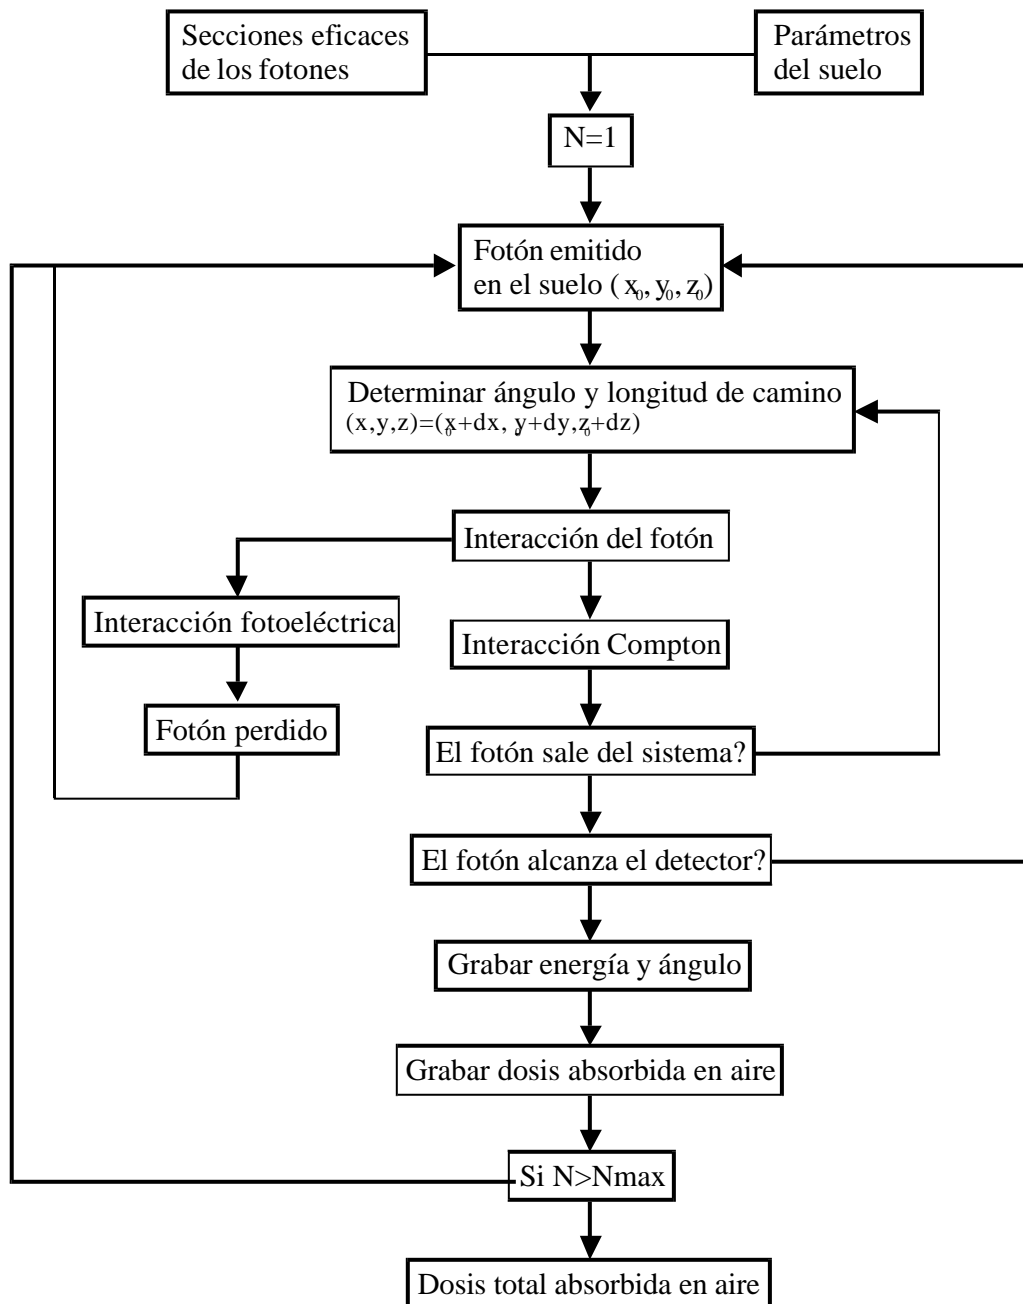 Secciones eficaces
de los fotones
Parámetros
del suelo
N=1
Fotón emitido
en el suelo (x₀,y₀,z₀)
Determinar ángulo y longitud de camino
(x,y,z)=(x₀+dx, y₀+dy,z₀+dz)
Interacción del fotón
Interacción fotoeléctrica
Interacción Compton
Fotón perdido
El fotón sale del sistema?
El fotón alcanza el detector?
Grabar energía y ángulo
Grabar dosis absorbida en aire
Si N>Nmax
Dosis total absorbida en aire